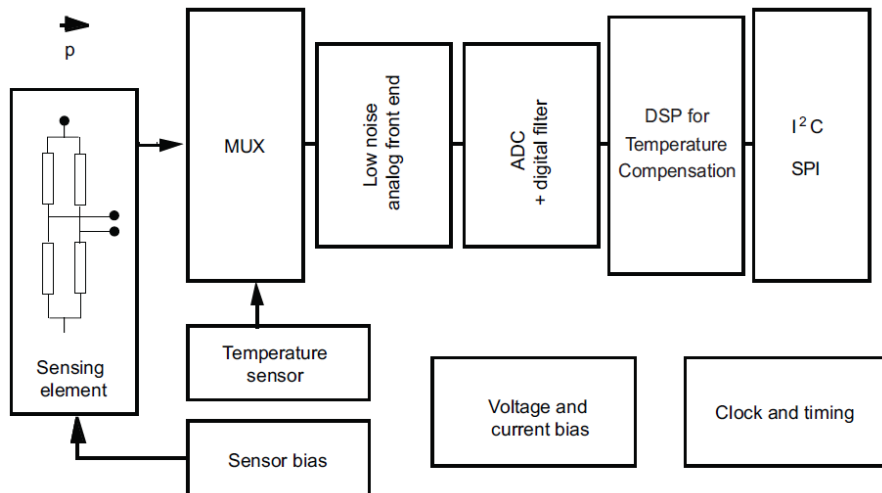 p
Sensing
element
MUX
Low noise
analog front end
ADC
+ digital filter
DSP for
Temperature
Compensation
I²C
SPI
Temperature
sensor
Sensor bias
Voltage and
current bias
Clock and timing